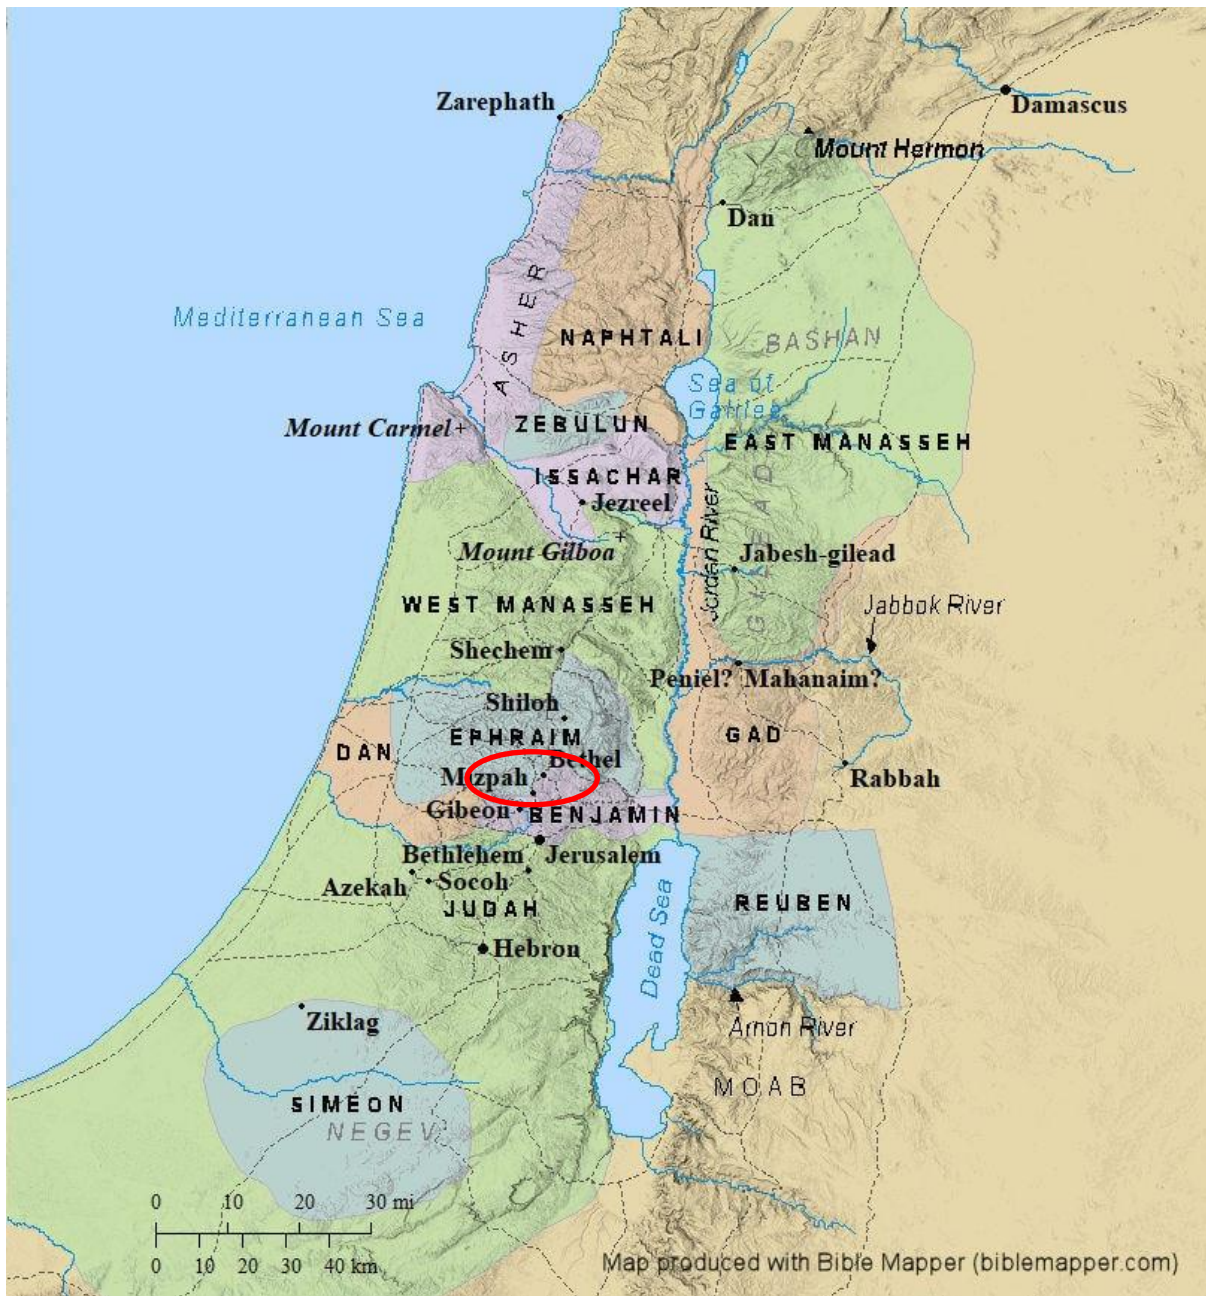 Zarephath
Damascus
Mount Hermon
Dan
Mediterranean Sea
ASHER
NAPHTALI
BASHAN
Sea of
Galilee
Mount Carmel
ZEBULUN
EAST MANASSEH
ISSACHAR
Jezreel
GILEAD
Jordan River
Mount Gilboa
Jabesh-gilead
WEST MANASSEH
Jabbok River
Shechem
Peniel? Mahanaim?
Shiloh
EPHRAIM
GAD
DAN
Bethel
Mizpah
Rabbah
Gibeon
BENJAMIN
Bethlehem
Jerusalem
Azekah
Socoh
JUDAH
REUBEN
Dead Sea
Hebron
Ziklag
Arnon River
MOAB
SIMEON
NEGEV
0 10 20 30 mi
0 10 20 30 40 km
Map produced with Bible Mapper (biblemapper.com)